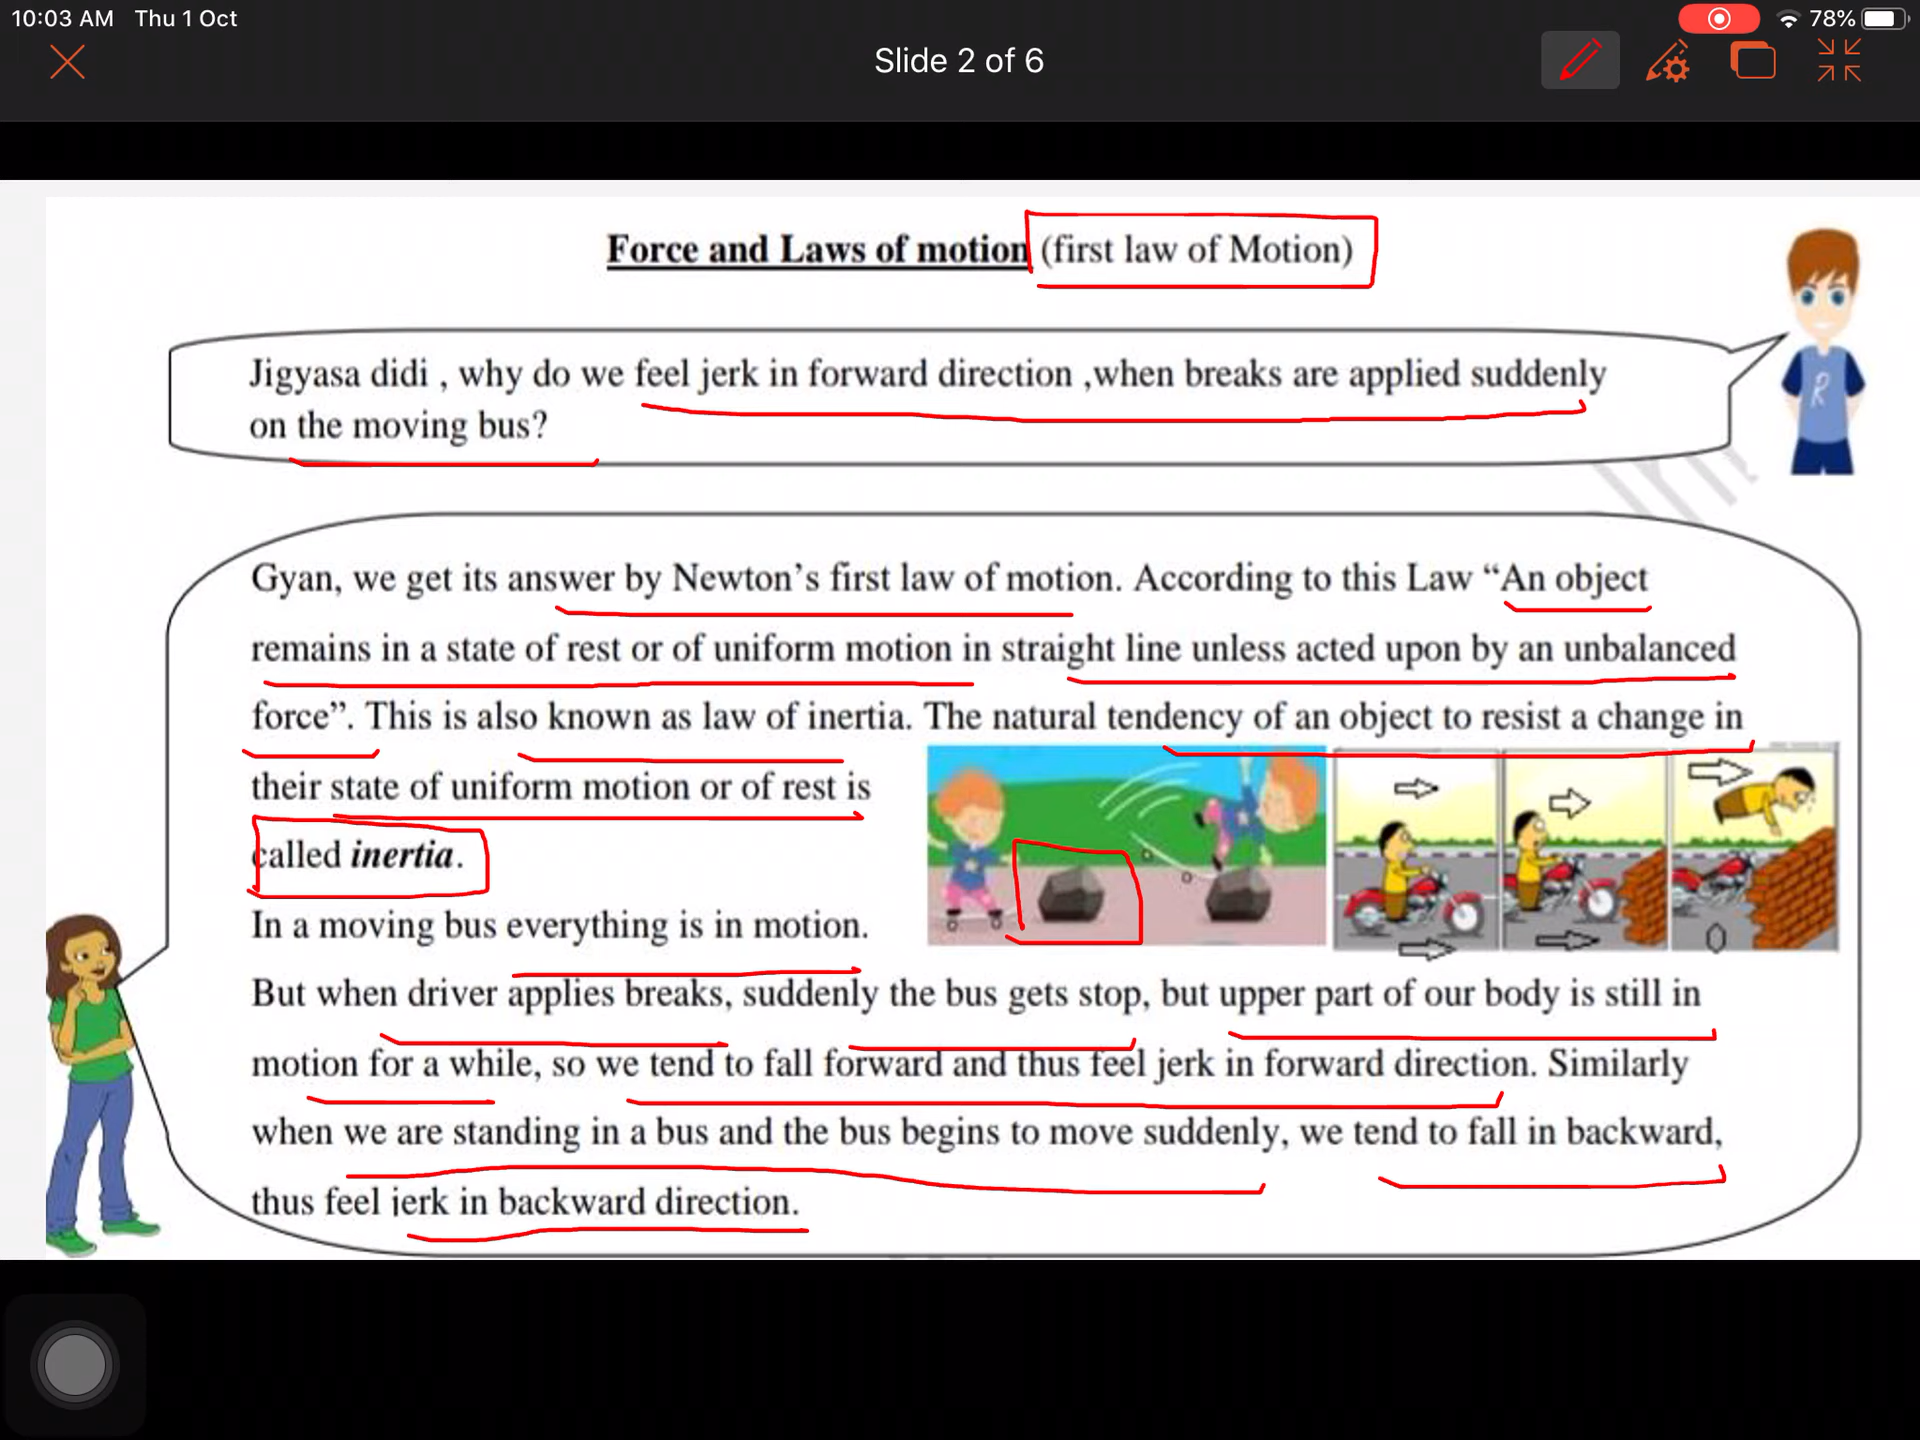 10:03 AM Thu 1 Oct
78%
Slide 2 of 6
Force and Laws of motion (first law of Motion)
Jigyasa didi , why do we feel jerk in forward direction ,when breaks are applied suddenly
on the moving bus?
R
Gyan, we get its answer by Newton’s first law of motion. According to this Law “An object
remains in a state of rest or of uniform motion in straight line unless acted upon by an unbalanced
force”. This is also known as law of inertia. The natural tendency of an object to resist a change in
their state of uniform motion or of rest is
called inertia.
In a moving bus everything is in motion.
But when driver applies breaks, suddenly the bus gets stop, but upper part of our body is still in
motion for a while, so we tend to fall forward and thus feel jerk in forward direction. Similarly
when we are standing in a bus and the bus begins to move suddenly, we tend to fall in backward,
thus feel jerk in backward direction.